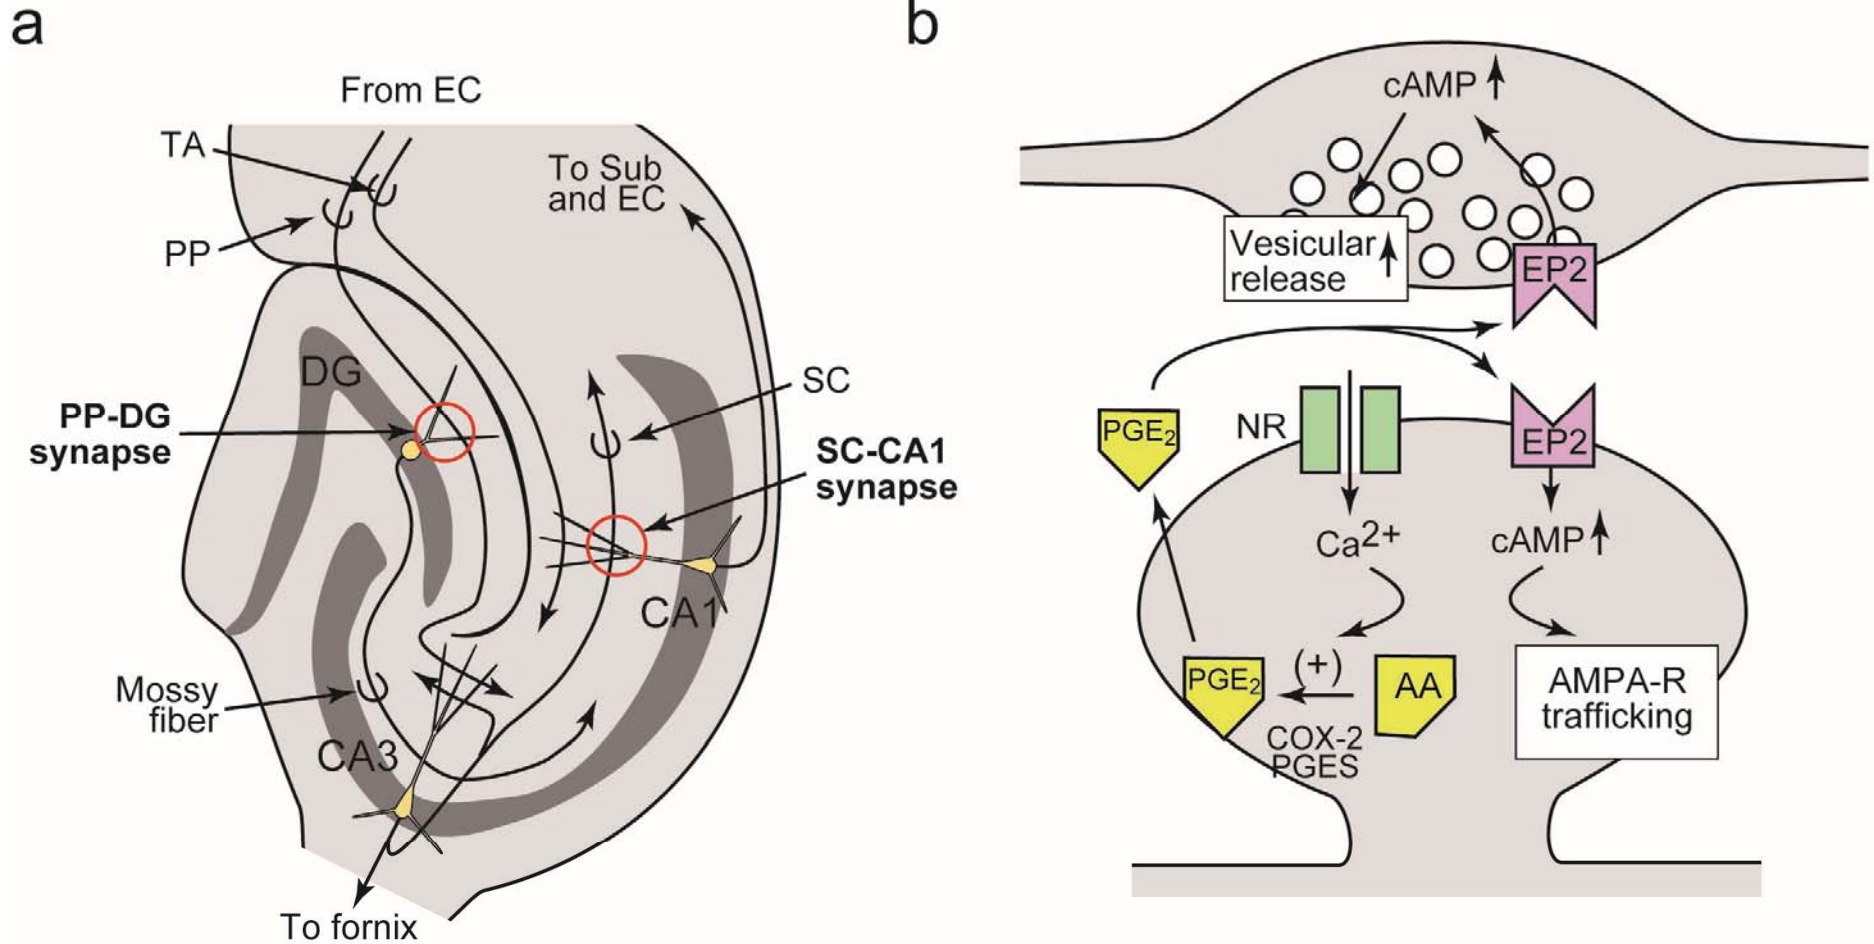 a
From EC
TA
To Sub
and EC
PP
DG
PP-DG
synapse
SC
SC-CA1
synapse
CA1
Mossy
fiber
CA3
To fornix
b
cAMP
Vesicular
release
EP2
PGE₂
NR
EP2
Ca²⁺
cAMP
PGE₂
(+)
AA
COX-2
PGES
AMPA-R
trafficking